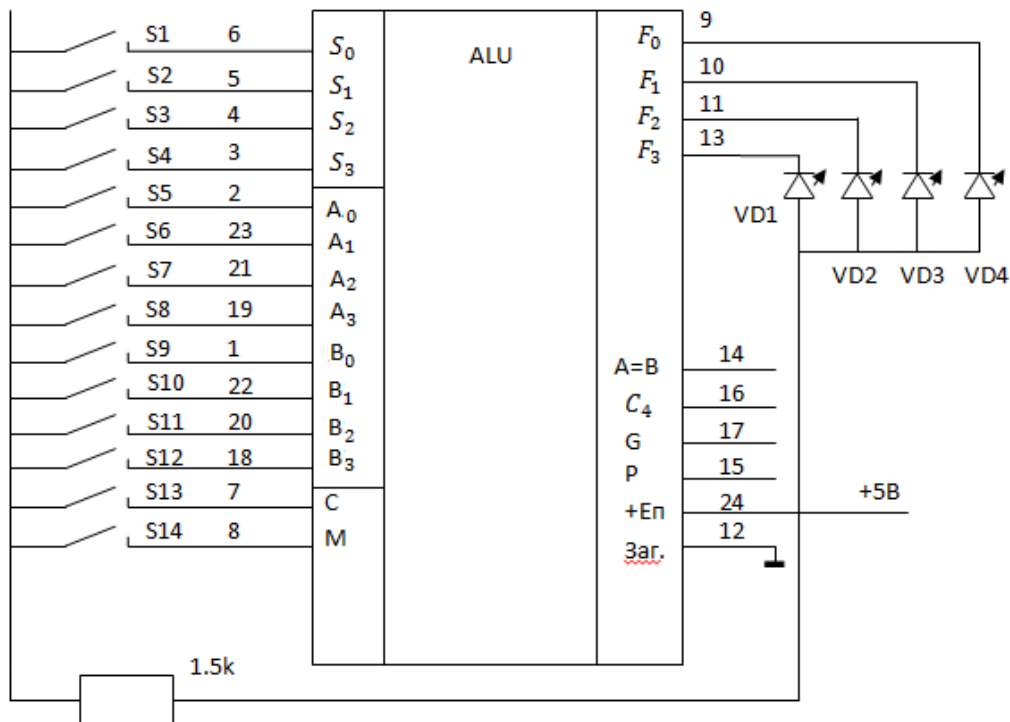 S1 6 S0 ALU F0 9
S2 5 S1 F1 10
S3 4 S2 F2 11
S4 3 S3 F3 13
S5 2 A0
S6 23 A1 VD1
S7 21 A2 VD2 VD3 VD4
S8 19 A3
S9 1 B0 A=B 14
S10 22 B1 C4 16
S11 20 B2 G 17
S12 18 B3 P 15
S13 7 C +Еп 24 +5В
S14 8 M Заг. 12
1.5k